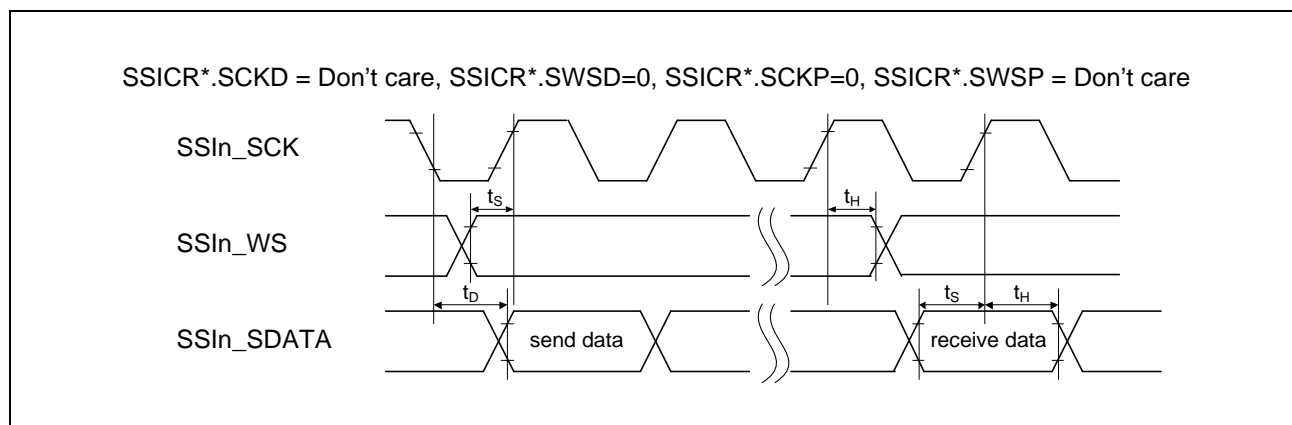 SSICR*.SCKD = Don't care, SSICR*.SWSD=0, SSICR*.SCKP=0, SSICR*.SWSP = Don't care
SSIn_SCK
tS
tH
SSIn_WS
tD
tS
tH
SSIn_SDATA
send data
receive data